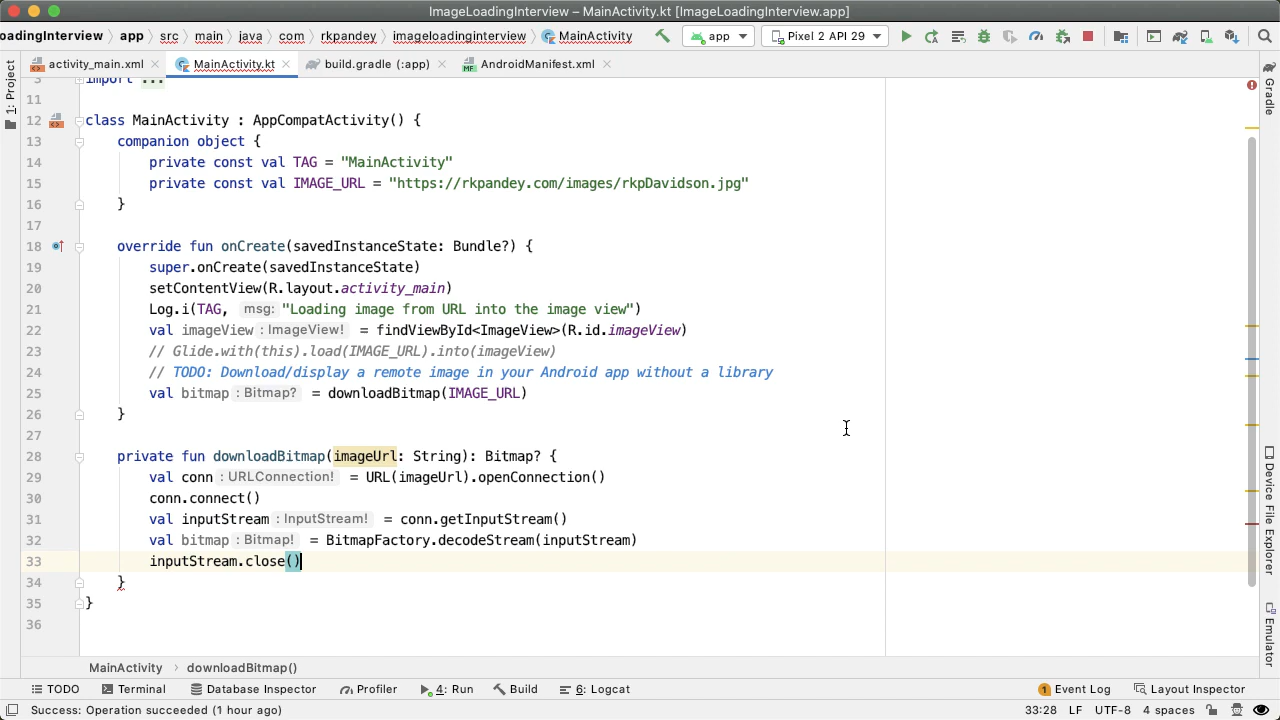 ImageLoadingInterview – MainActivity.kt [ImageLoadingInterview.app]
oadingInterview app src main java com rkpandey imageloadinginterview MainActivity app Pixel 2 API 29
activity_main.xml MainActivity.kt build.gradle (:app) AndroidManifest.xml
1: Project
Gradle
Device File Explorer
Emulator
3 import ...
11
12 class MainActivity : AppCompatActivity() {
13 companion object {
14 private const val TAG = "MainActivity"
15 private const val IMAGE_URL = "https://rkpandey.com/images/rkpDavidson.jpg"
16 }
17
18 override fun onCreate(savedInstanceState: Bundle?) {
19 super.onCreate(savedInstanceState)
20 setContentView(R.layout.activity_main)
21 Log.i(TAG, msg: "Loading image from URL into the image view")
22 val imageView : ImageView! = findViewById<ImageView>(R.id.imageView)
23 // Glide.with(this).load(IMAGE_URL).into(imageView)
24 // TODO: Download/display a remote image in your Android app without a library
25 val bitmap : Bitmap? = downloadBitmap(IMAGE_URL)
26 }
27
28 private fun downloadBitmap(imageUrl: String): Bitmap? {
29 val conn : URLConnection! = URL(imageUrl).openConnection()
30 conn.connect()
31 val inputStream : InputStream! = conn.getInputStream()
32 val bitmap : Bitmap! = BitmapFactory.decodeStream(inputStream)
33 inputStream.close()
34 }
35 }
36
MainActivity downloadBitmap()
TODO Terminal Database Inspector Profiler 4: Run Build 6: Logcat 1 Event Log Layout Inspector
Success: Operation succeeded (1 hour ago) 33:28 LF UTF-8 4 spaces